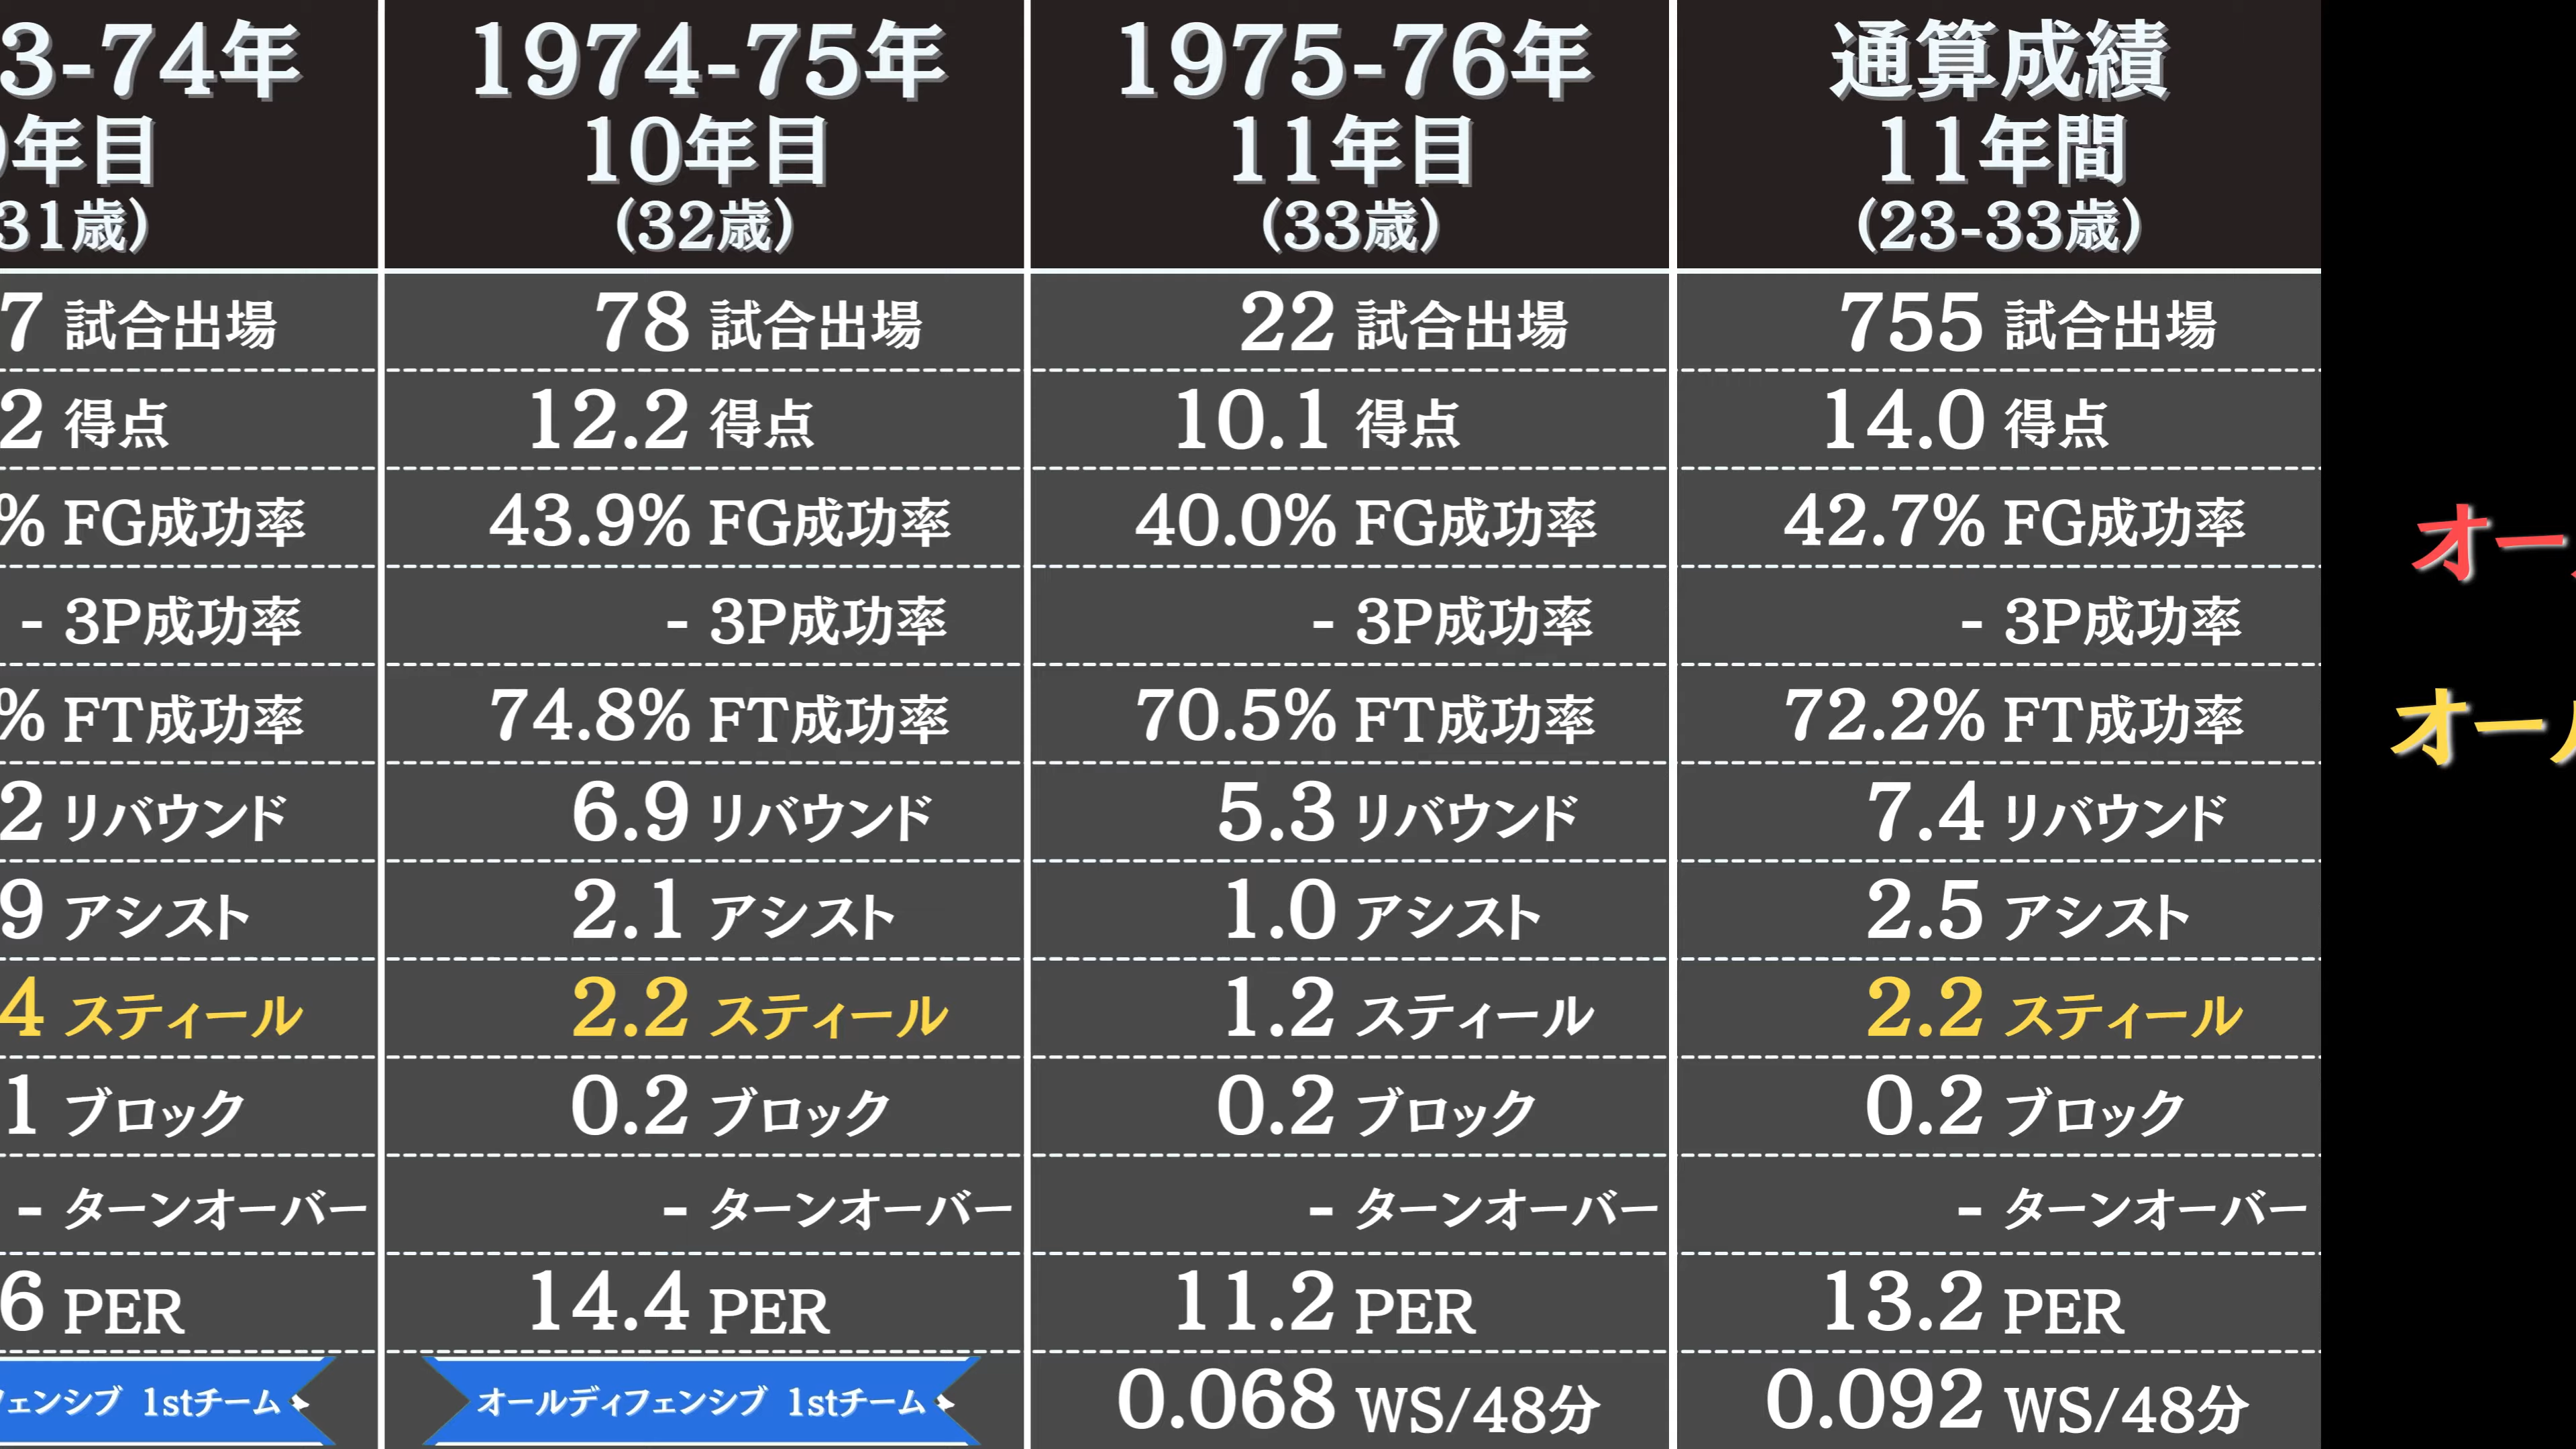 3-74年
年目
31歳)
7 試合出場
2 得点
% FG成功率
- 3P成功率
% FT成功率
2 リバウンド
9 アシスト
4 スティール
1 ブロック
- ターンオーバー
6 PER
フェンシブ 1stチーム
1974-75年
10年目
(32歳)
78 試合出場
12.2 得点
43.9% FG成功率
- 3P成功率
74.8% FT成功率
6.9 リバウンド
2.1 アシスト
2.2 スティール
0.2 ブロック
- ターンオーバー
14.4 PER
オールディフェンシブ 1stチーム
1975-76年
11年目
(33歳)
22 試合出場
10.1 得点
40.0% FG成功率
- 3P成功率
70.5% FT成功率
5.3 リバウンド
1.0 アシスト
1.2 スティール
0.2 ブロック
- ターンオーバー
11.2 PER
0.068 WS/48分
通算成績
11年間
(23-33歳)
755 試合出場
14.0 得点
42.7% FG成功率
- 3P成功率
72.2% FT成功率
7.4 リバウンド
2.5 アシスト
2.2 スティール
0.2 ブロック
- ターンオーバー
13.2 PER
0.092 WS/48分
オー
オール